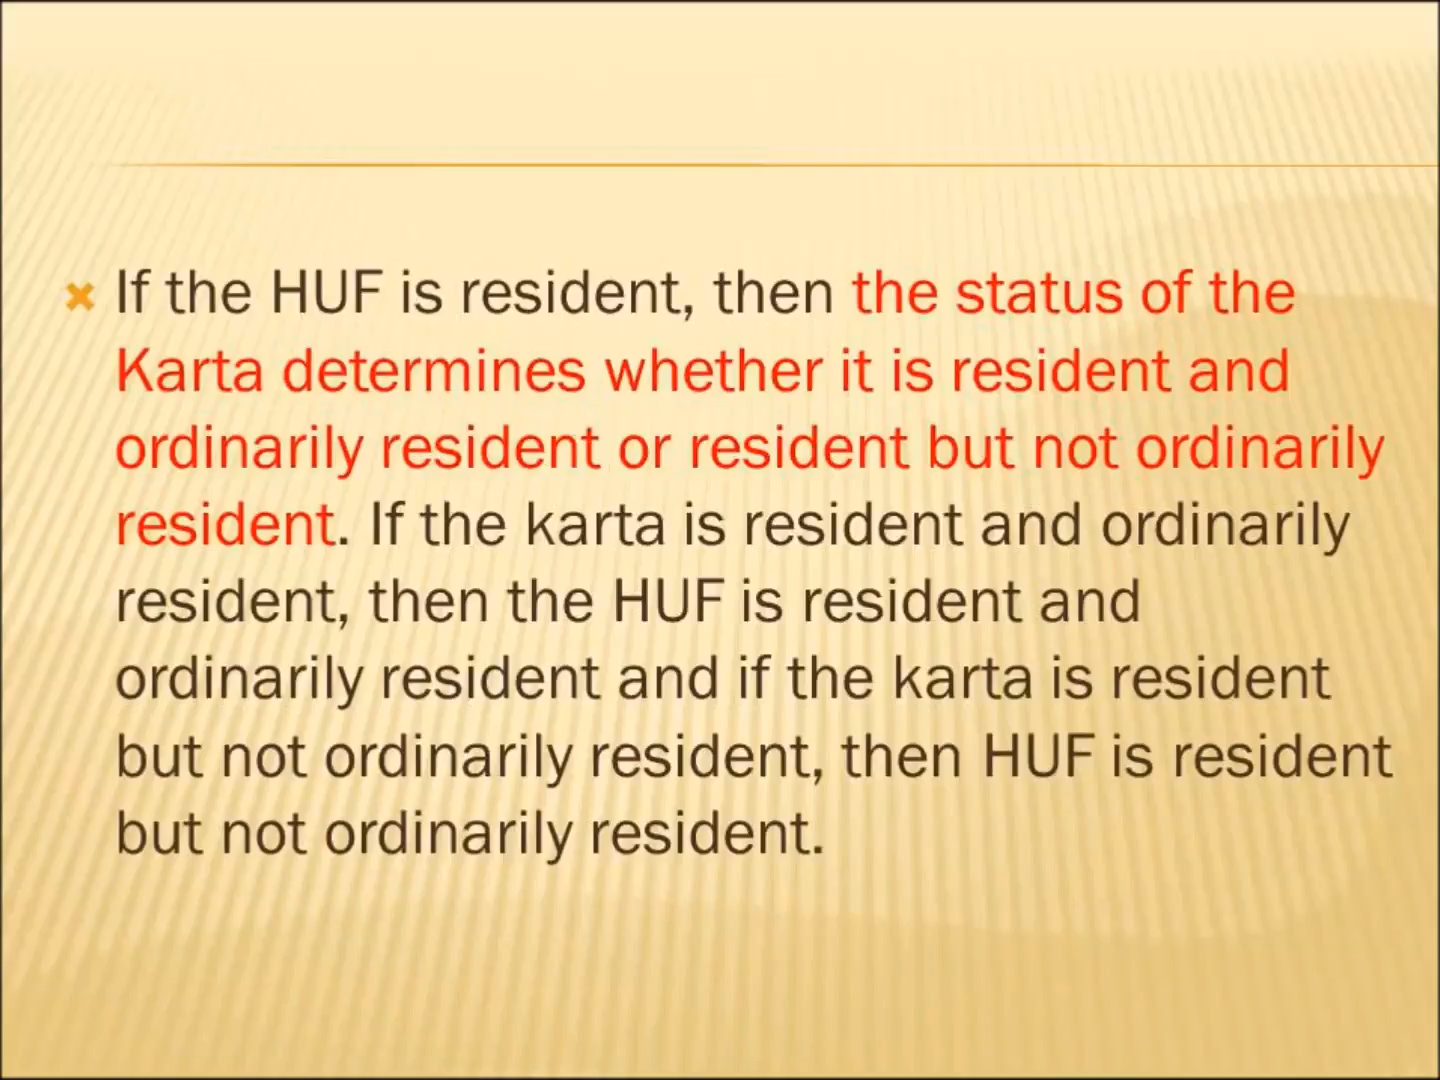 If the HUF is resident, then the status of the
Karta determines whether it is resident and
ordinarily resident or resident but not ordinarily
resident. If the karta is resident and ordinarily
resident, then the HUF is resident and
ordinarily resident and if the karta is resident
but not ordinarily resident, then HUF is resident
but not ordinarily resident.